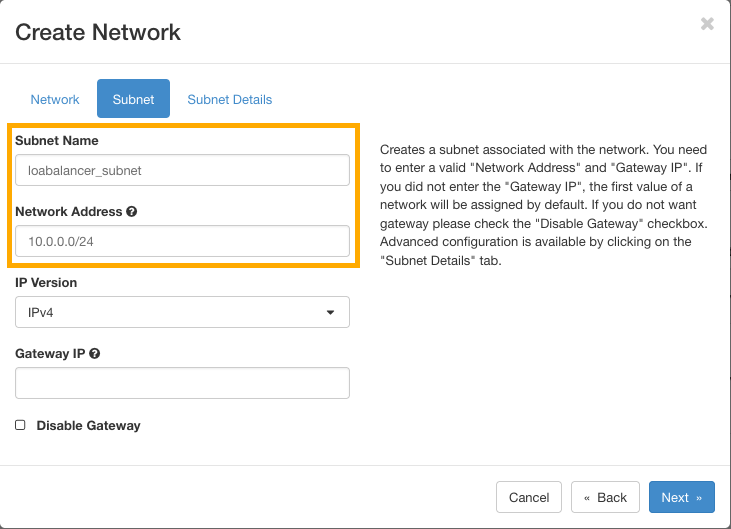 Create Network
×
Network
Subnet
Subnet Details
Subnet Name
loabalancer_subnet
Network Address ?
10.0.0.0/24
IP Version
IPv4
Gateway IP ?
Disable Gateway
Creates a subnet associated with the network. You need
to enter a valid "Network Address" and "Gateway IP". If
you did not enter the "Gateway IP", the first value of a
network will be assigned by default. If you do not want
gateway please check the "Disable Gateway" checkbox.
Advanced configuration is available by clicking on the
"Subnet Details" tab.
Cancel
« Back
Next »